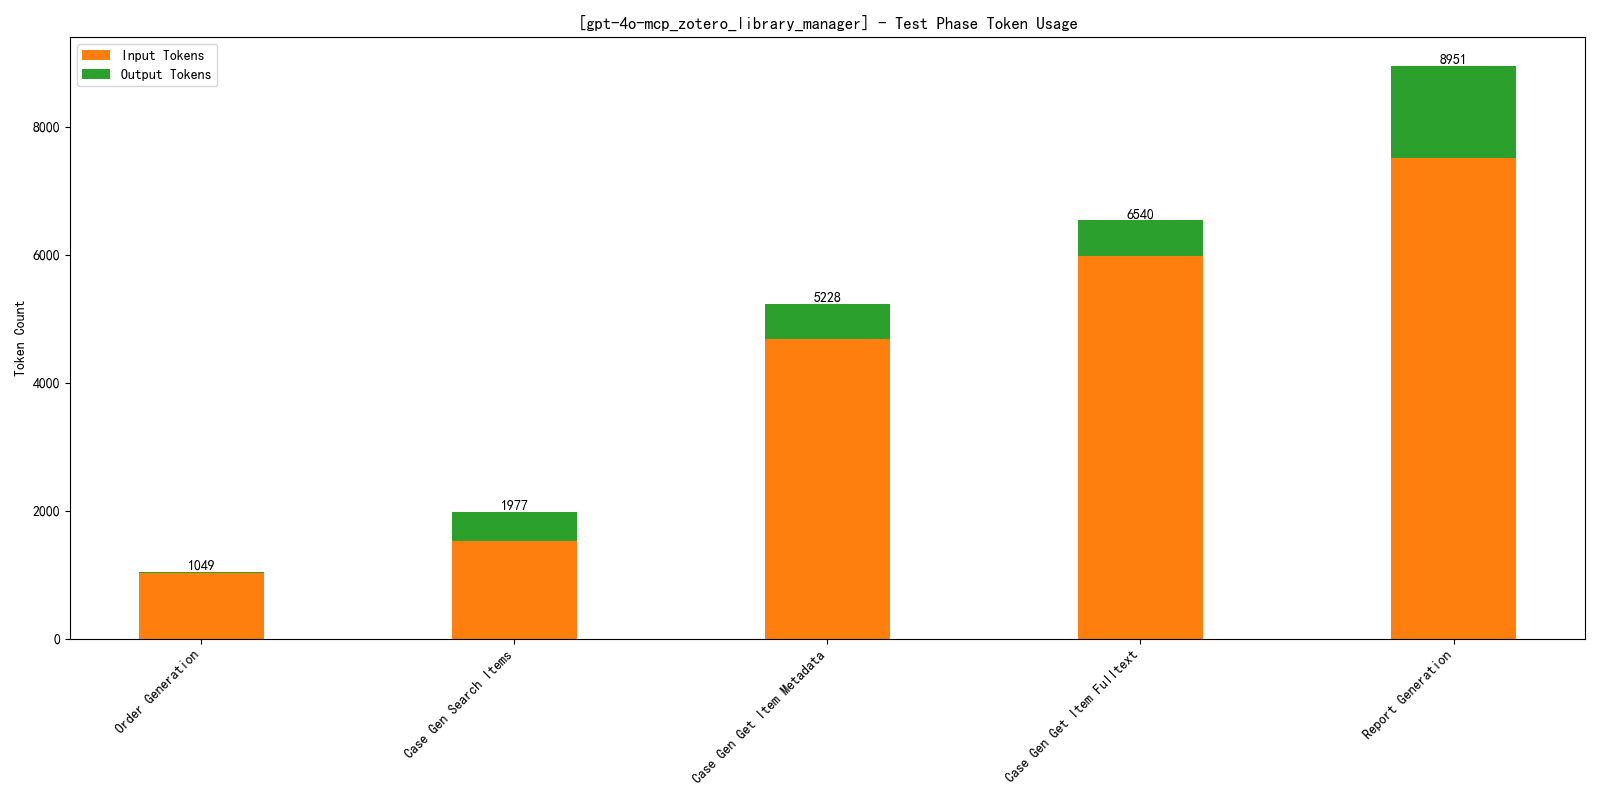 [gpt-4o-mcp_zotero_library_manager] - Test Phase Token Usage
Input Tokens
Output Tokens
Token Count
8000
6000
4000
2000
0
1049
1977
5228
6540
8951
Order Generation
Case Gen Search Items
Case Gen Get Item Metadata
Case Gen Get Item Fulltext
Report Generation